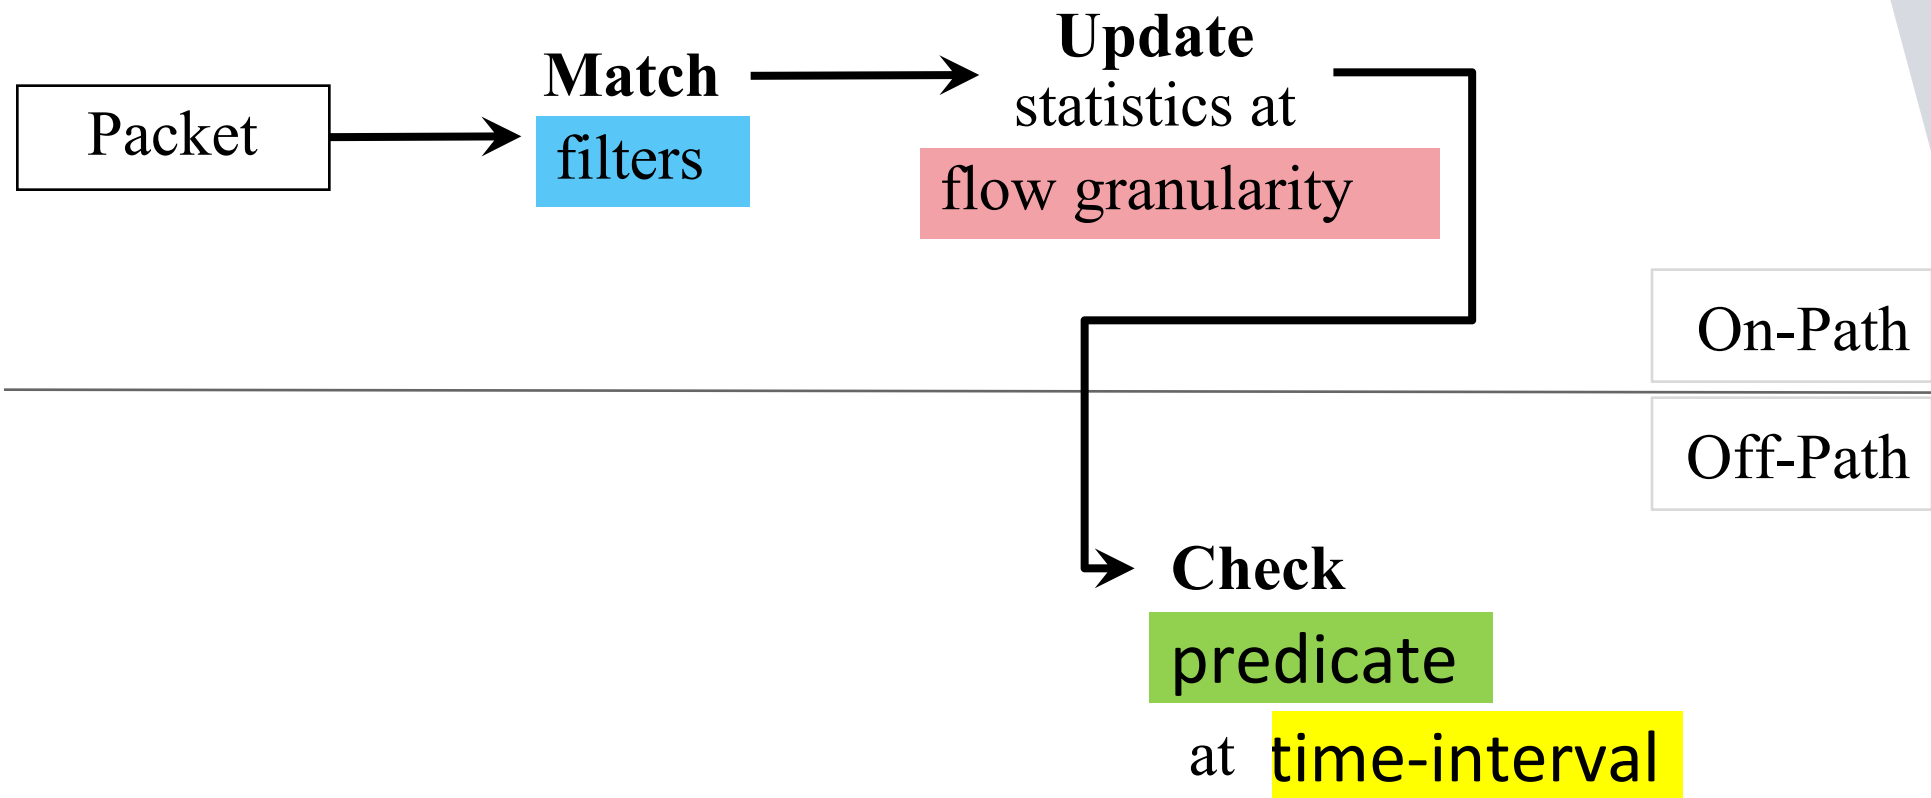 Packet
Match
filters
Update
statistics at
flow granularity
On-Path
Off-Path
Check
predicate
at time-interval